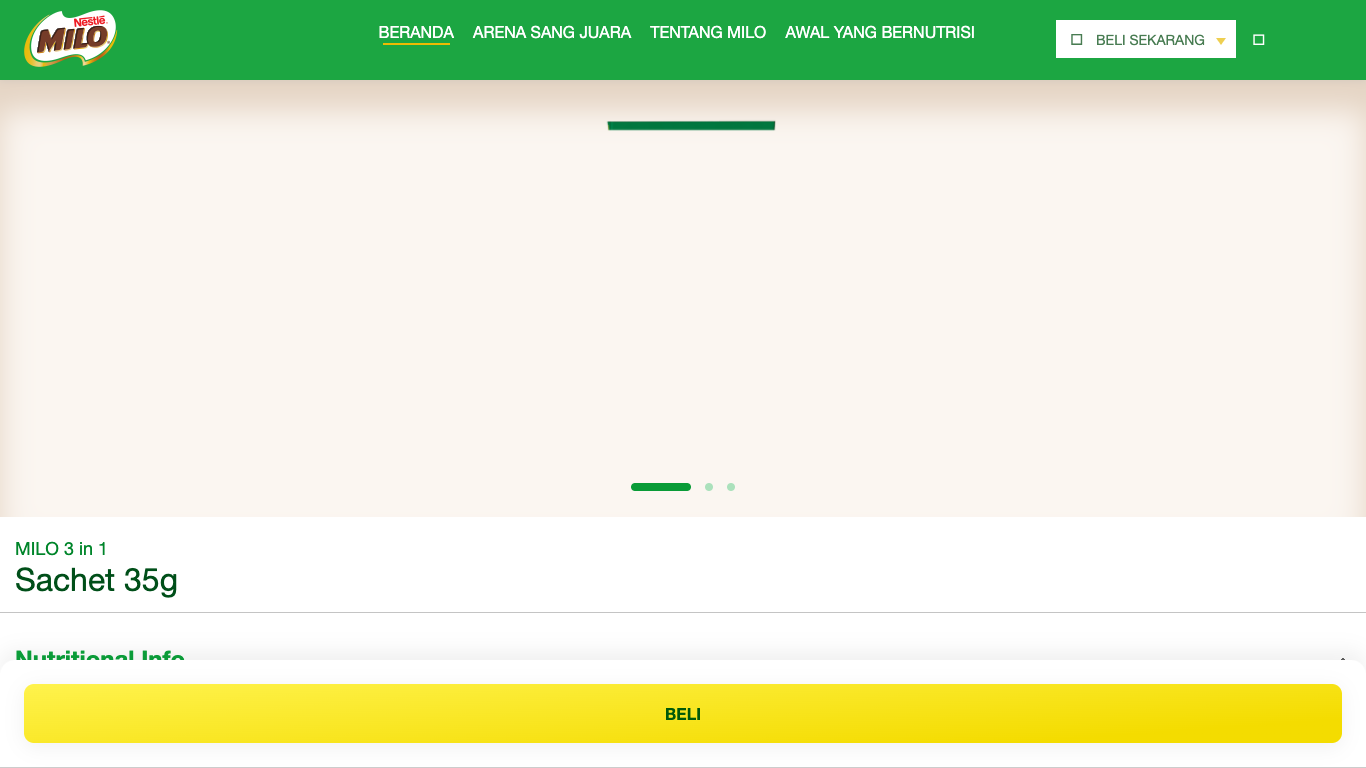 Nestlé
MILO
BERANDA
ARENA SANG JUARA
TENTANG MILO
AWAL YANG BERNUTRISI
BELI SEKARANG
MILO 3 in 1
Sachet 35g
Nutritional Info
BELI